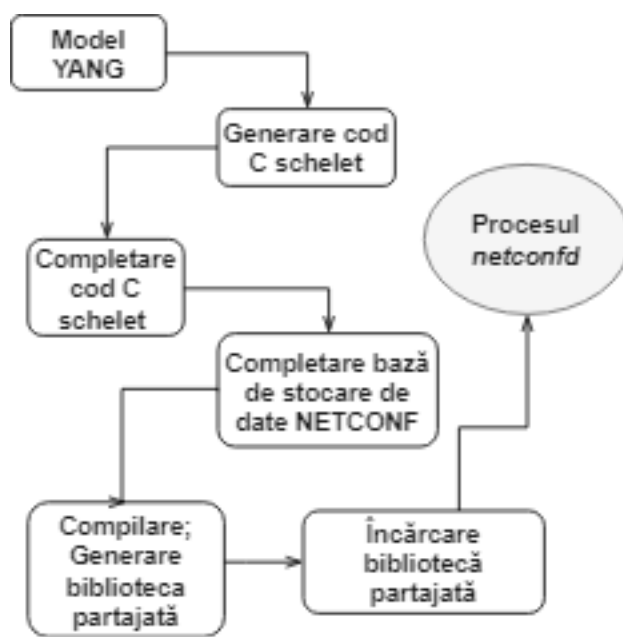 Model
YANG
Generare cod
C schelet
Procesul
netconfd
Completare
cod C
schelet
Completare bază
de stocare de
date NETCONF
Compilare;
Generare
biblioteca
partajată
Încărcare
bibliotecă
partajată